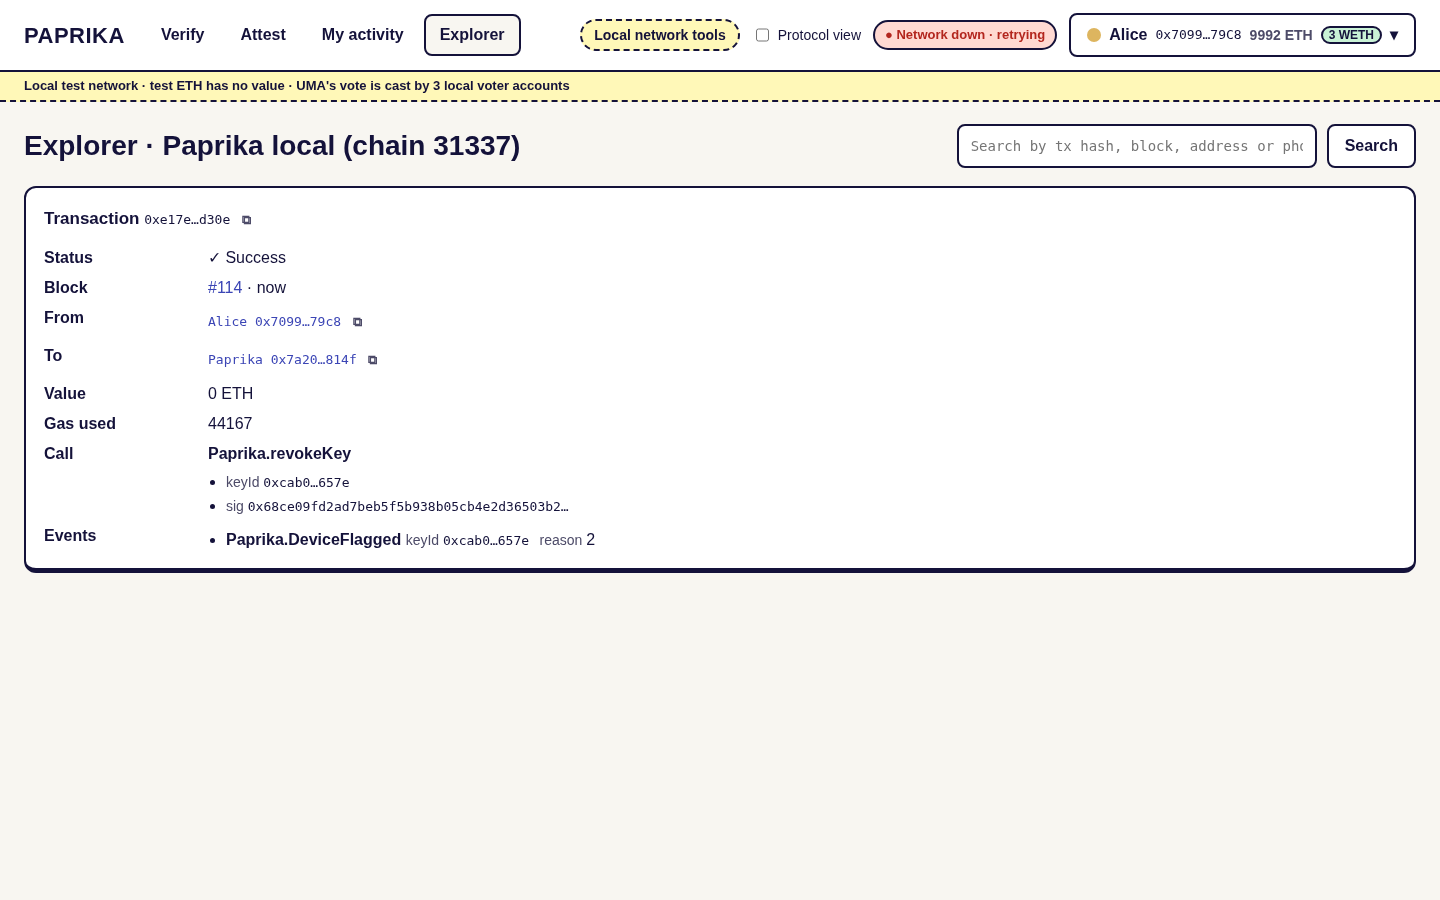 PAPRIKA Verify Attest My activity Explorer Local network tools Protocol view ● Network down · retrying Alice 0x7099…79C8 9992 ETH 3 WETH ▼
Local test network · test ETH has no value · UMA's vote is cast by 3 local voter accounts
Explorer · Paprika local (chain 31337) Search by tx hash, block, address or pho Search
Transaction 0xe17e…d30e ⧉
Status ✓ Success
Block #114 · now
From Alice 0x7099…79c8 ⧉
To Paprika 0x7a20…814f ⧉
Value 0 ETH
Gas used 44167
Call Paprika.revokeKey
• keyId 0xcab0…657e
• sig 0x68ce09fd2ad7beb5f5b938b05cb4e2d36503b2…
Events • Paprika.DeviceFlagged keyId 0xcab0…657e reason 2